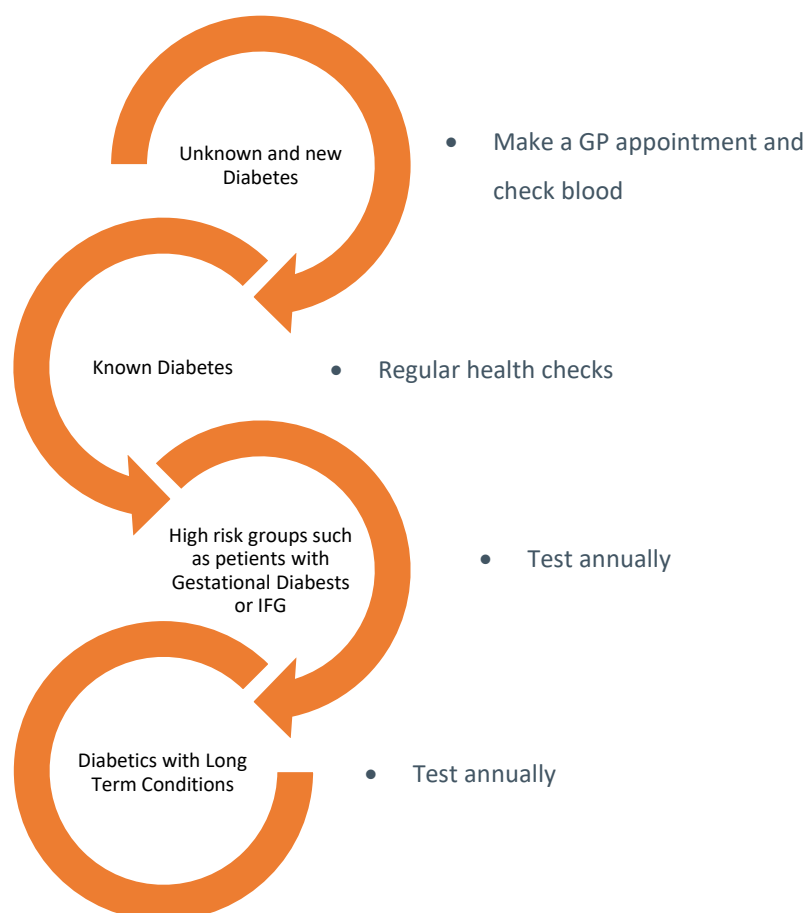 Unknown and new
Diabetes
• Make a GP appointment and
check blood
Known Diabetes
• Regular health checks
High risk groups such
as petients with
Gestational Diabests
or IFG
• Test annually
Diabetics with Long
Term Conditions
• Test annually